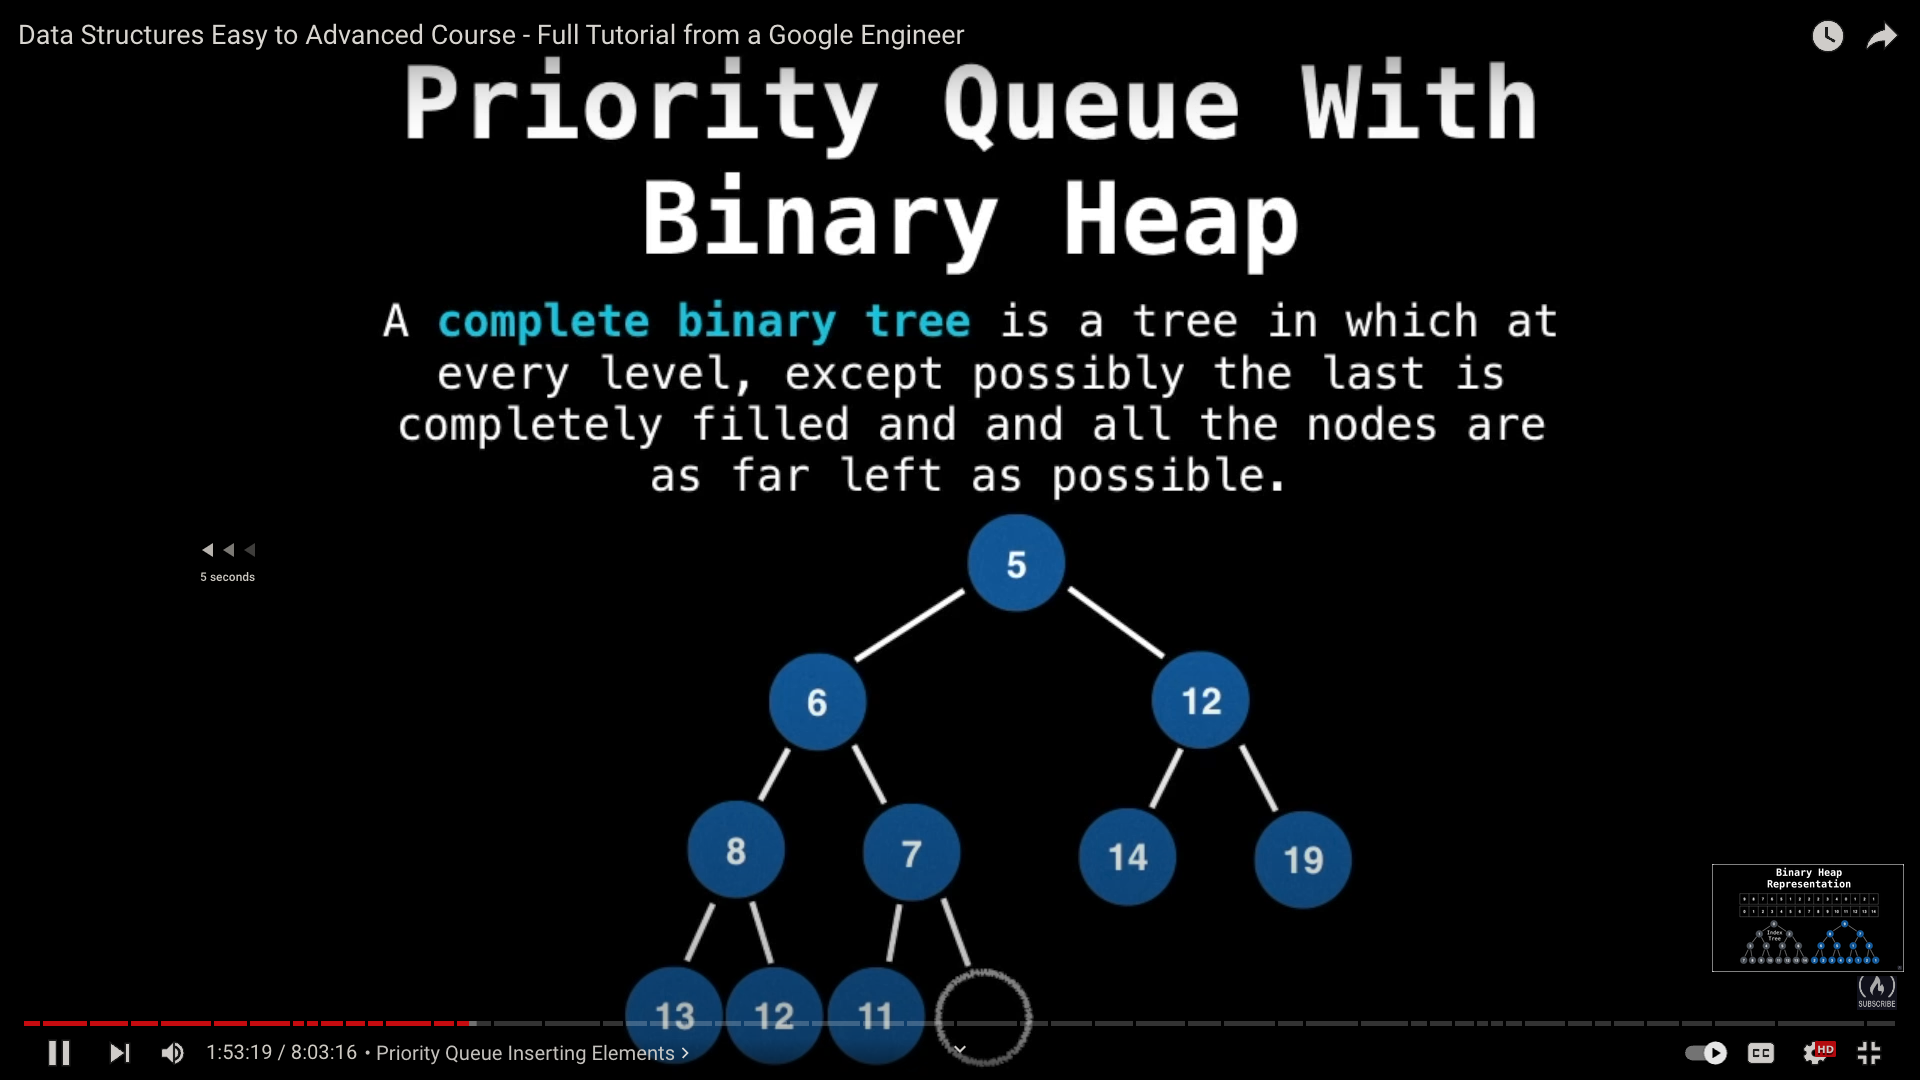 Data Structures Easy to Advanced Course - Full Tutorial from a Google Engineer
Priority Queue With
Binary Heap
A complete binary tree is a tree in which at
every level, except possibly the last is
completely filled and and all the nodes are
as far left as possible.
5 seconds
5
6
12
8
7
14
19
13
12
11
Binary Heap
Representation
Index
Tree
SUBSCRIBE
1:53:19 / 8:03:16 • Priority Queue Inserting Elements >
CC
HD